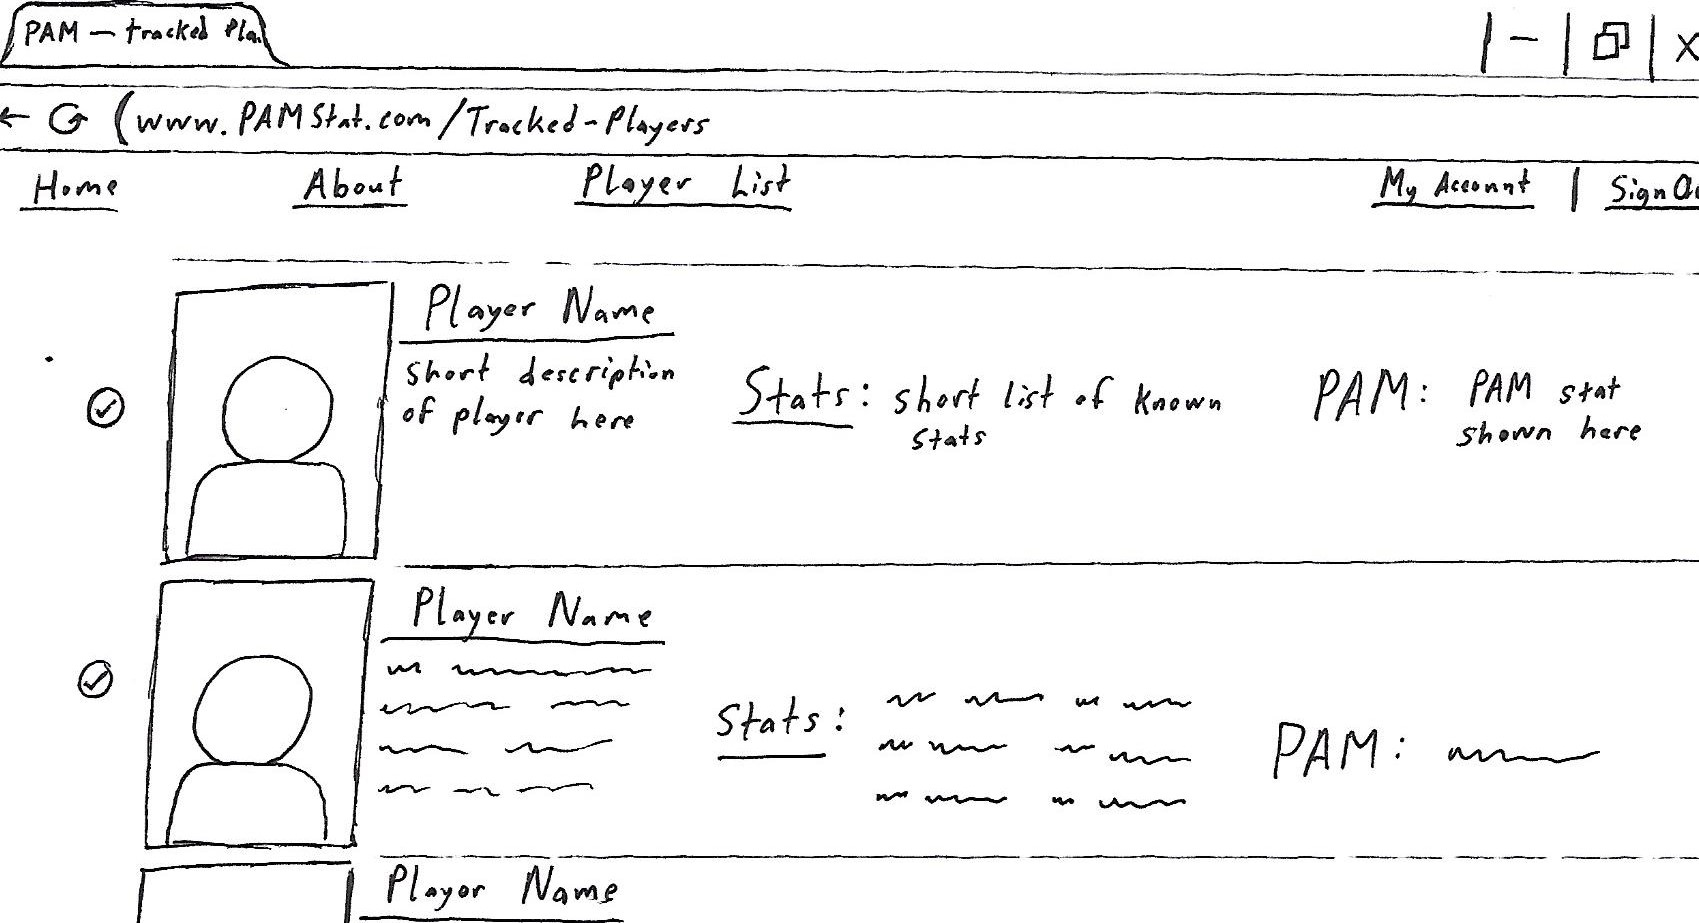 PAM - tracked Pla
www.PAMStat.com/Tracked-Players
Home About Player List My Account | Sign Ou
Player Name
short description
of player here
Stats: short list of known
stats
PAM: PAM stat
shown here
Player Name
Stats:
PAM:
Player Name